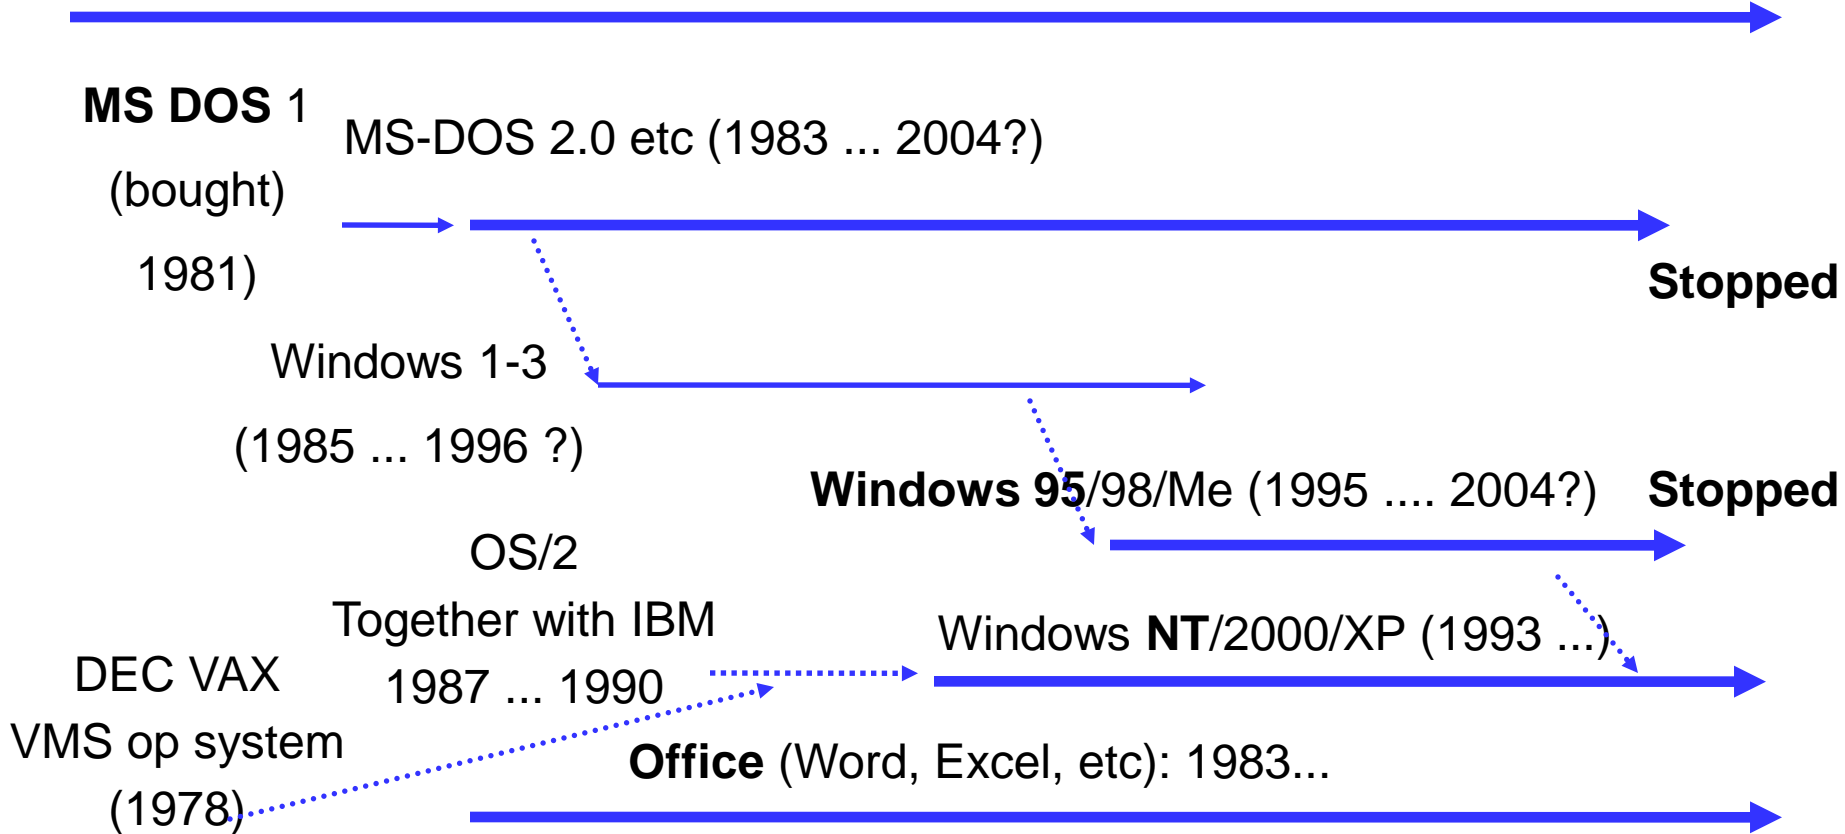 MS DOS 1
(bought)
1981)
MS-DOS 2.0 etc (1983 ... 2004?)
Stopped
Windows 1-3
(1985 ... 1996 ?)
Windows 95/98/Me (1995 .... 2004?)
Stopped
OS/2
Together with IBM
1987 ... 1990
Windows NT/2000/XP (1993 ...)
DEC VAX
VMS op system
(1978)
Office (Word, Excel, etc): 1983...